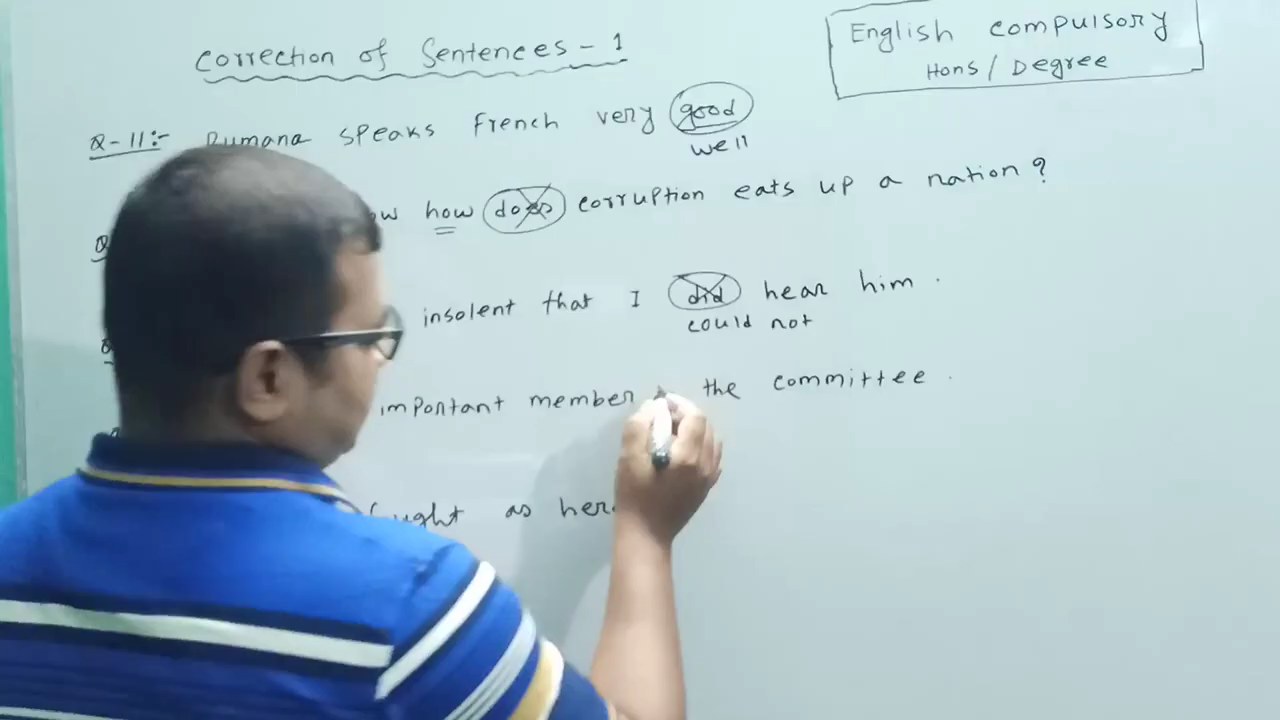 Correction of Sentences - 1
English compulsory
Hons / Degree
Q-11:- Rumana speaks French very good
well
how does corruption eats up a nation?
insolent that I did hear him.
could not
important member the committee.
fought as